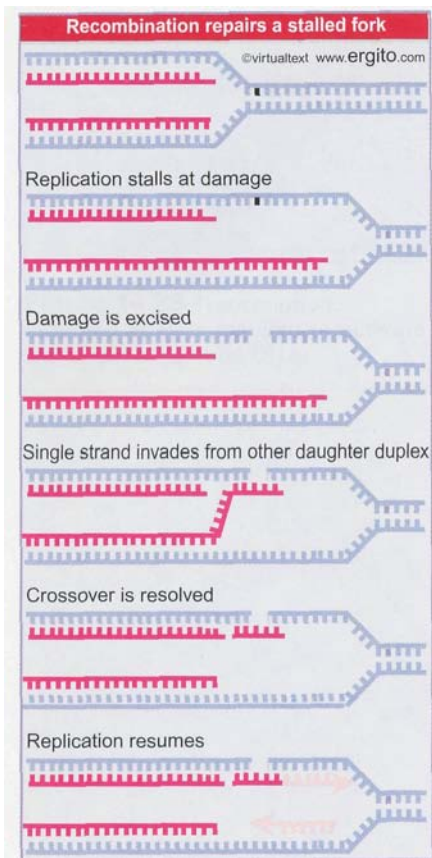 Recombination repairs a stalled fork
©virtualtext www.ergito.com
Replication stalls at damage
Damage is excised
Single strand invades from other daughter duplex
Crossover is resolved
Replication resumes